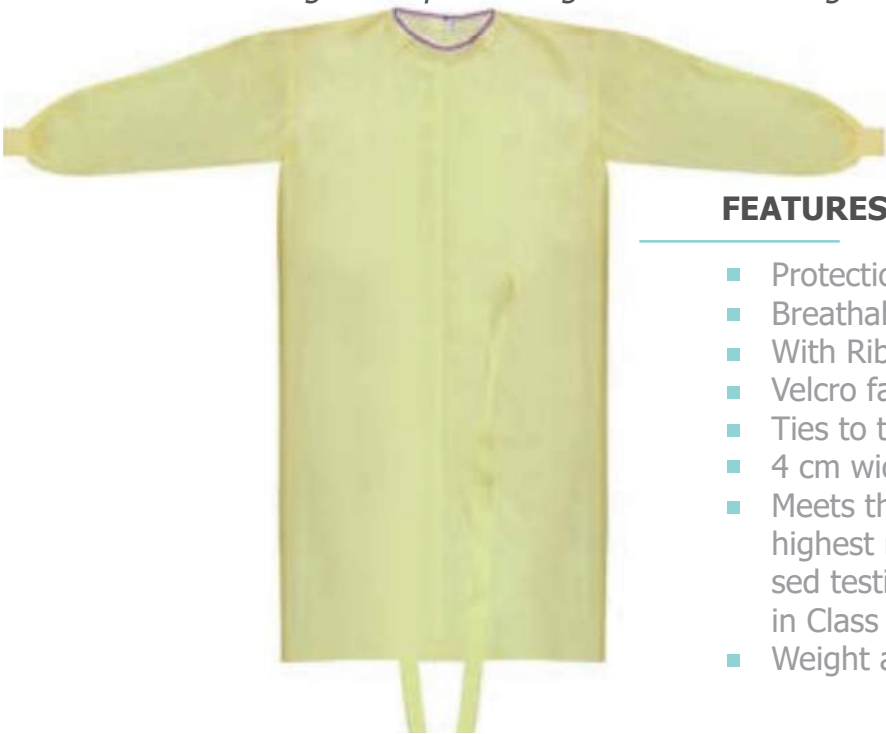 FEATURES
Protectio
Breathal
With Rib
Velcro fa
Ties to t
4 cm wid
Meets th
highest
sed testi
in Class
Weight a